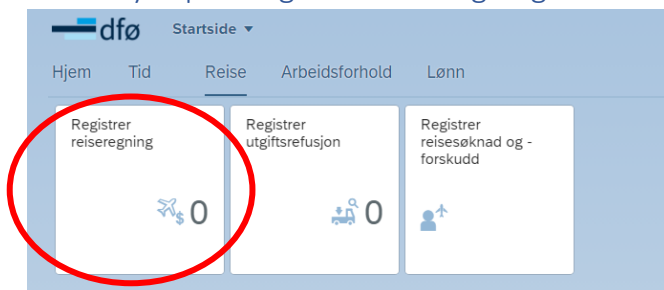 dfø Startside
Hjem Tid Reise Arbeidsforhold Lønn
Registrer
reiseregning
0
Registrer
utgiftsrefusjon
0
Registrer
reisesøknad og -
forskudd